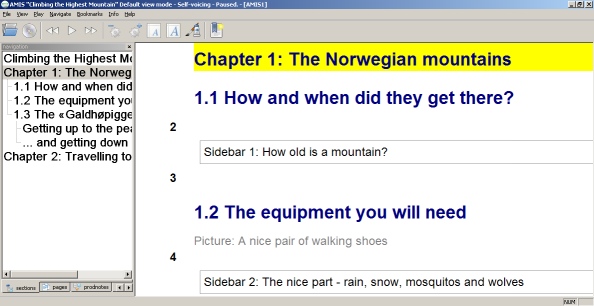 AMIS "Climbing the Highest Mountain" Default view mode - Self-voicing - Paused. - [AMIS1]
File View Navigate Bookmarks Info Help
navigation
Climbing the Highest Mo
Chapter 1: The Norweg
1.1 How and when did
1.2 The equipment you
1.3 The «Galdhøpigge
Getting up to the pea
... and getting down
Chapter 2: Travelling to
sections pages prodnotes
Chapter 1: The Norwegian mountains
1.1 How and when did they get there?
2
Sidebar 1: How old is a mountain?
3
1.2 The equipment you will need
Picture: A nice pair of walking shoes
4
Sidebar 2: The nice part - rain, snow, mosquitos and wolves
NUM